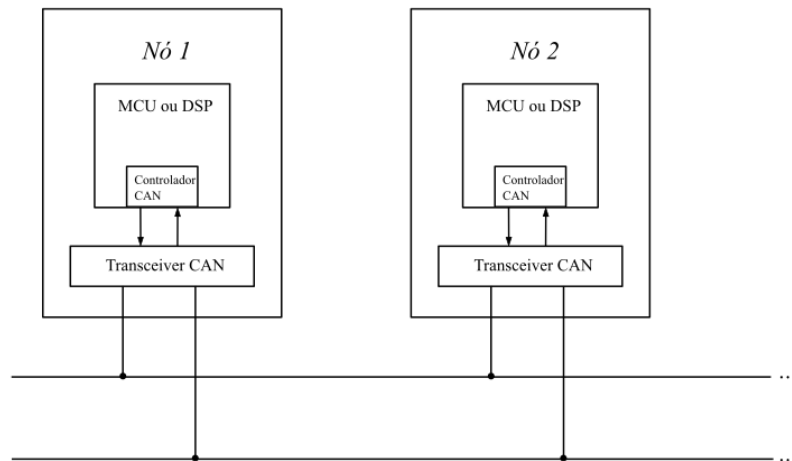 Nó 1
MCU ou DSP
Controlador
CAN
Transceiver CAN
Nó 2
MCU ou DSP
Controlador
CAN
Transceiver CAN
..
..